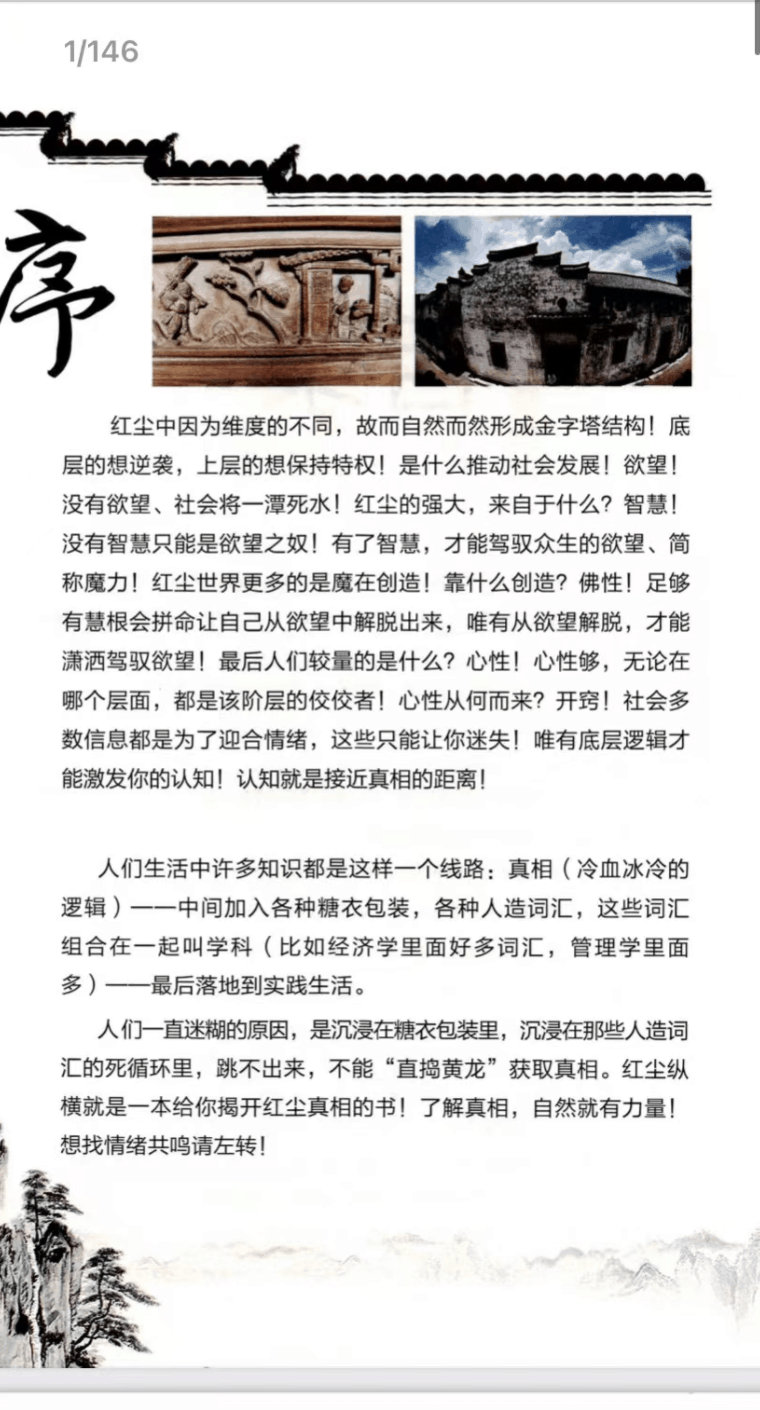 1/146
序
红尘中因为维度的不同，故而自然而然形成金字塔结构！底
层的想逆袭，上层的想保持特权！是什么推动社会发展！欲望！
没有欲望、社会将一潭死水！红尘的强大，来自于什么？智慧！
没有智慧只能是欲望之奴！有了智慧，才能驾驭众生的欲望、简
称魔力！红尘世界更多的是魔在创造！靠什么创造？佛性！足够
有慧根会拼命让自己从欲望中解脱出来，唯有从欲望解脱，才能
潇洒驾驭欲望！最后人们较量的是什么？心性！心性够，无论在
哪个层面，都是该阶层的佼佼者！心性从何而来？开窍！社会多
数信息都是为了迎合情绪，这些只能让你迷失！唯有底层逻辑才
能激发你的认知！认知就是接近真相的距离！
人们生活中许多知识都是这样一个线路：真相（冷血冰冷的
逻辑）——中间加入各种糖衣包装，各种人造词汇，这些词汇
组合在一起叫学科（比如经济学里面好多词汇，管理学里面
多）——最后落地到实践生活。
人们一直迷糊的原因，是沉浸在糖衣包装里，沉浸在那些人造词
汇的死循环里，跳不出来，不能“直捣黄龙”获取真相。红尘纵
横就是一本给你揭开红尘真相的书！了解真相，自然就有力量！
想找情绪共鸣请左转！